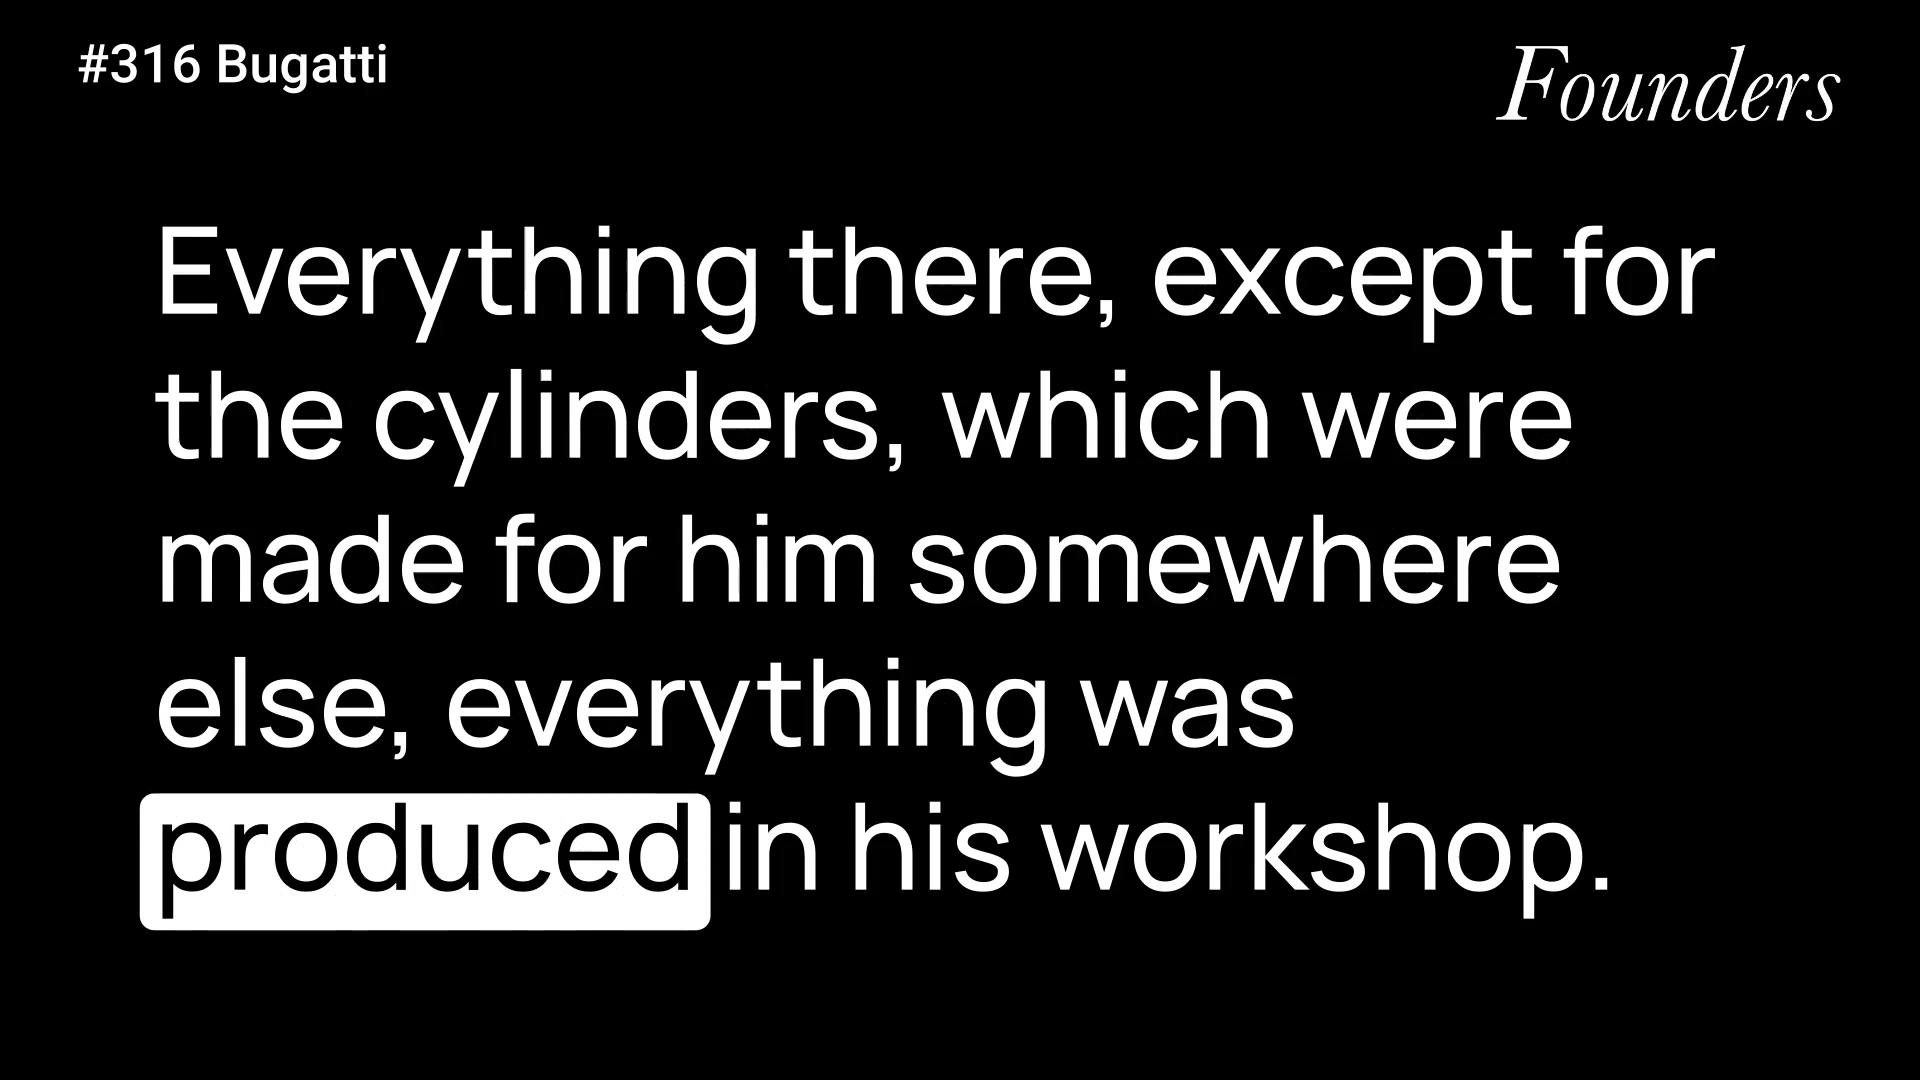 #316 Bugatti
Founders
Everything there, except for
the cylinders, which were
made for him somewhere
else, everything was
produced in his workshop.